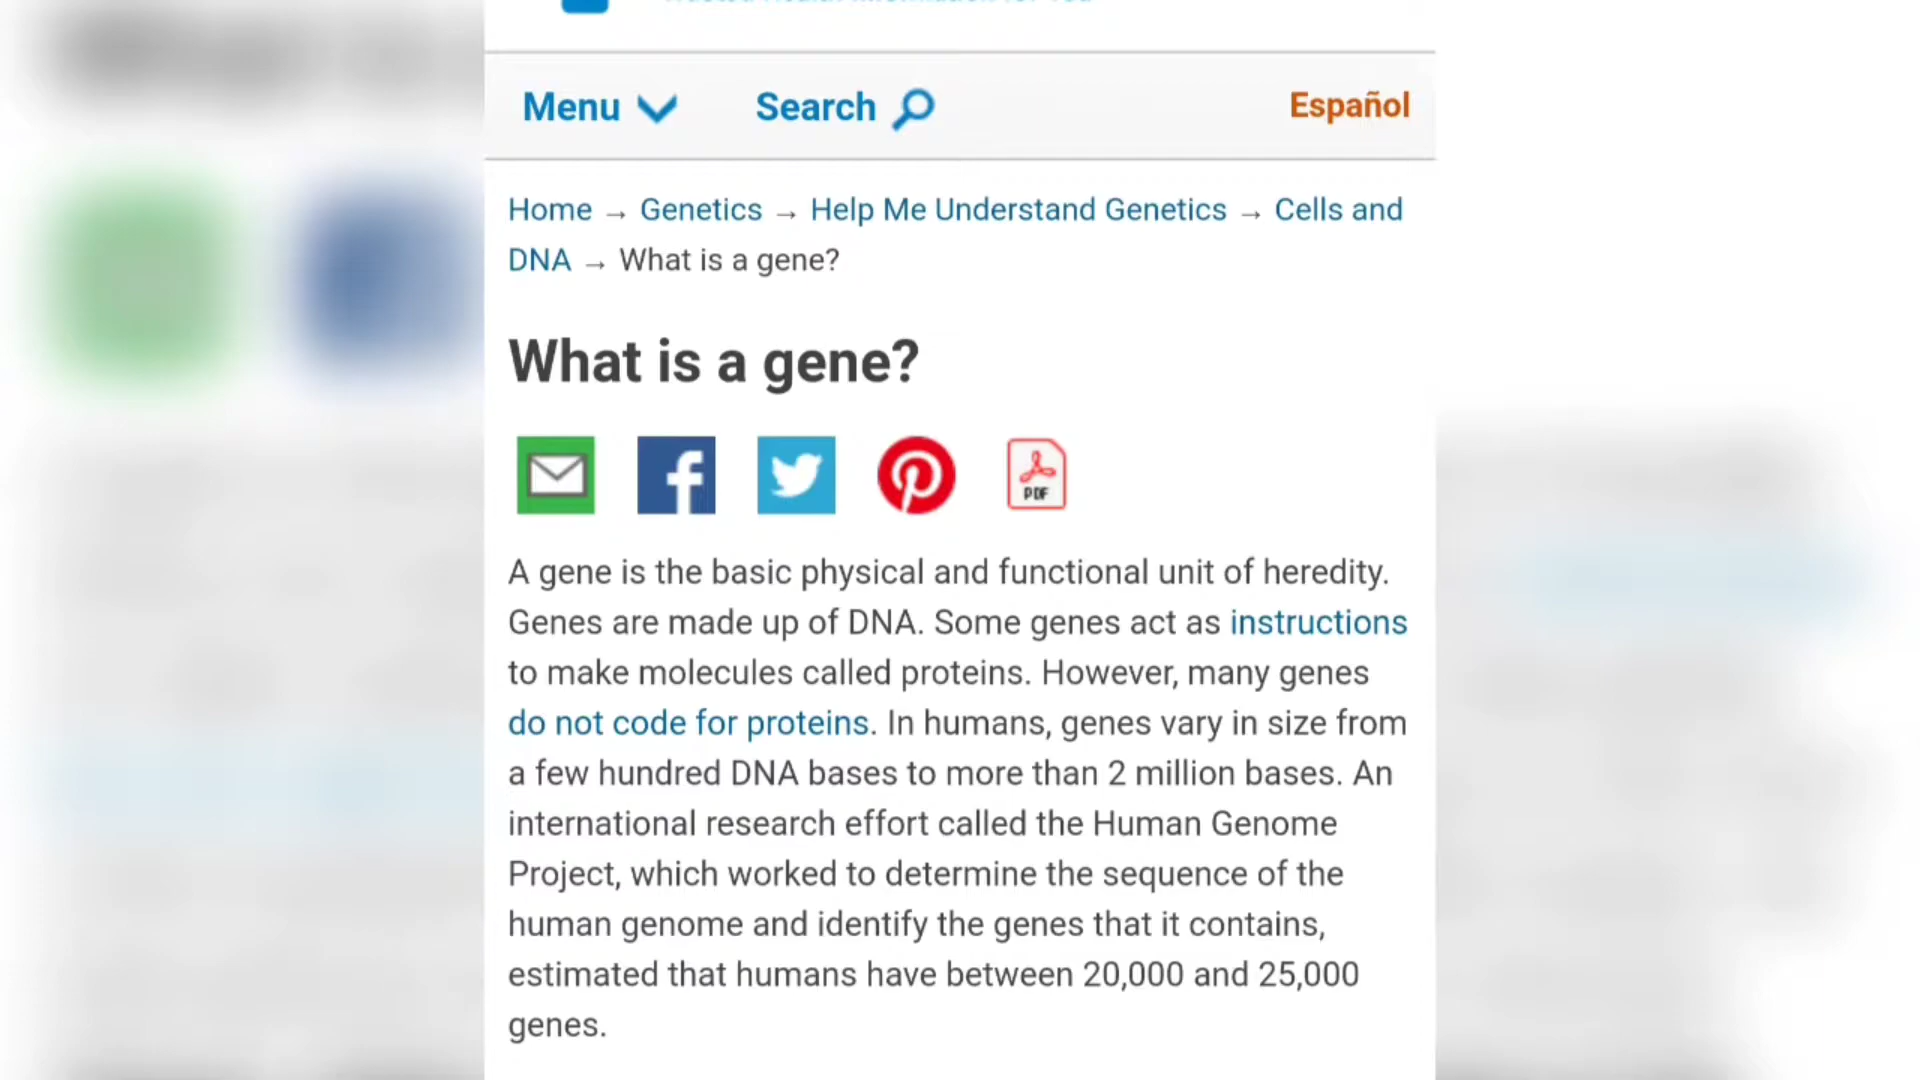 Menu Search Español
Home → Genetics → Help Me Understand Genetics → Cells and
DNA → What is a gene?
What is a gene?
PDF
A gene is the basic physical and functional unit of heredity.
Genes are made up of DNA. Some genes act as instructions
to make molecules called proteins. However, many genes
do not code for proteins. In humans, genes vary in size from
a few hundred DNA bases to more than 2 million bases. An
international research effort called the Human Genome
Project, which worked to determine the sequence of the
human genome and identify the genes that it contains,
estimated that humans have between 20,000 and 25,000
genes.